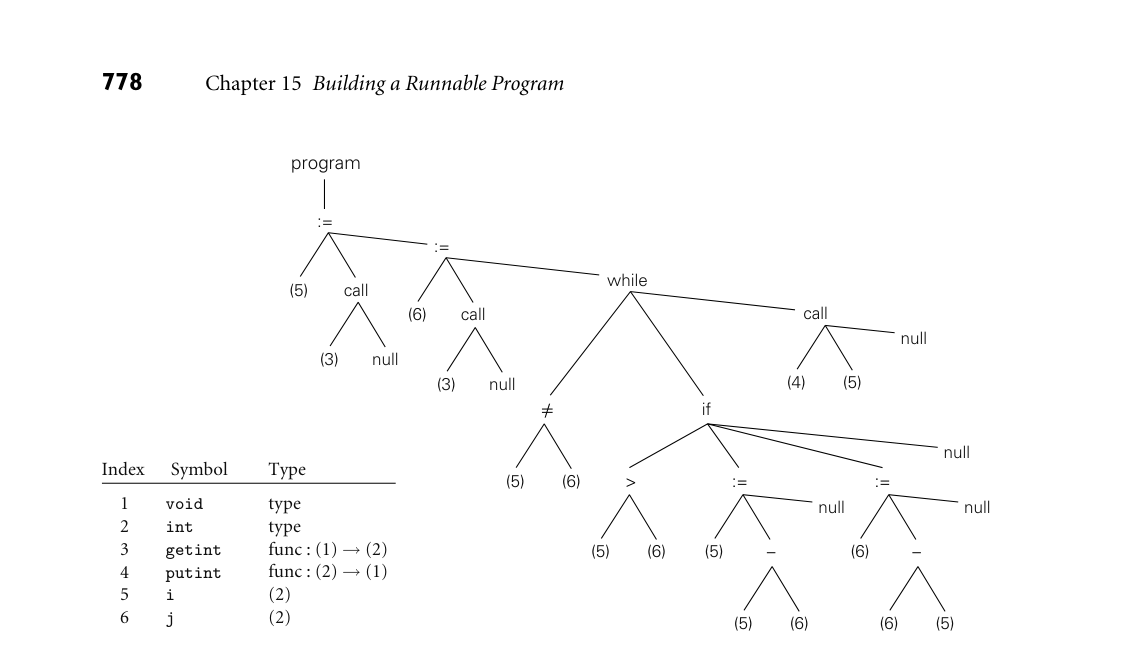 778 Chapter 15 Building a Runnable Program
program
:=
:=
while
(5) call
(6) call
call
null
(3) null
(3) null
(4) (5)
≠
if
null
(5) (6)
>
:=
:=
null
null
(5) (6)
(5) −
(6) −
(5) (6)
(6) (5)
Index Symbol Type
1 void type
2 int type
3 getint func : (1) → (2)
4 putint func : (2) → (1)
5 i (2)
6 j (2)